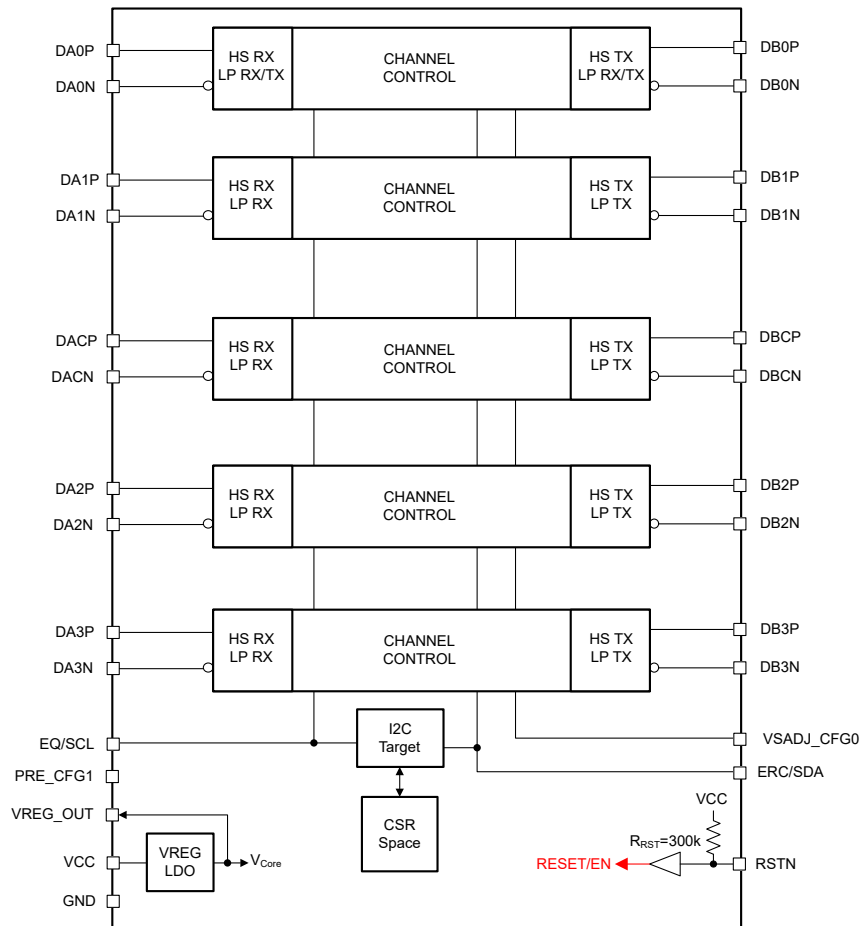 DA0P
HS RX
LP RX/TX
CHANNEL
CONTROL
HS TX
LP TX/TX
DB0P
DA0N
DB0N
DA1P
HS RX
LP RX
CHANNEL
CONTROL
HS TX
LP TX
DB1P
DA1N
DB1N
DACP
HS RX
LP RX
CHANNEL
CONTROL
HS TX
LP TX
DBCP
DACN
DBCN
DA2P
HS RX
LP RX
CHANNEL
CONTROL
HS TX
LP TX
DB2P
DA2N
DB2N
DA3P
HS RX
LP RX
CHANNEL
CONTROL
HS TX
LP TX
DB3P
DA3N
DB3N
EQ/SCL
I2C
Target
VSADJ_CFG0
PRE_CFG1
ERC/SDA
VREG_OUT
CSR
Space
VCC
RRST=300k
VCC
VREG
LDO
VCore
RESET/EN
RSTN
GND